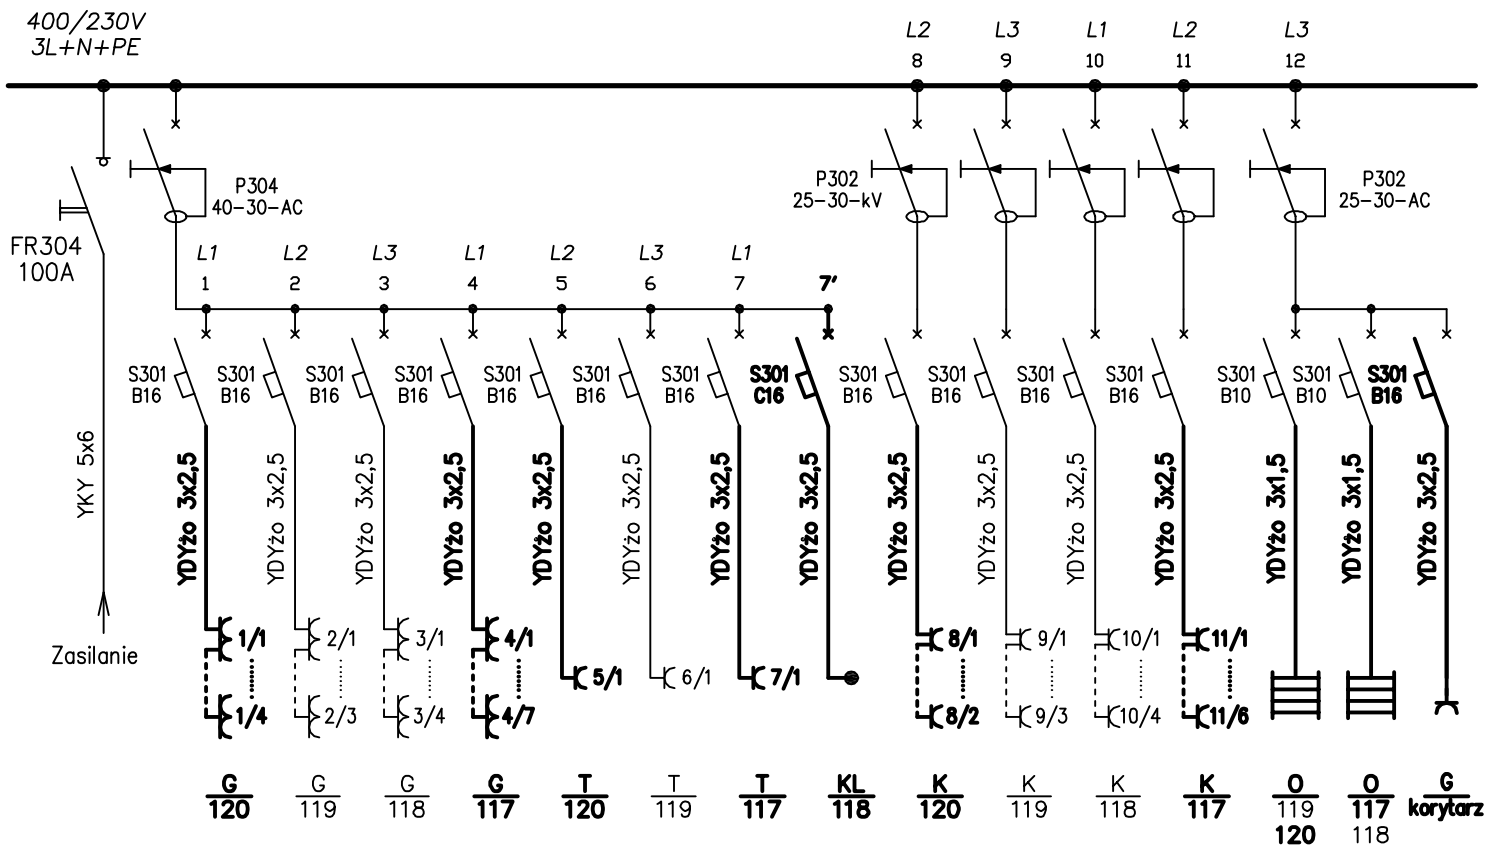 400/230V
3L+N+PE
L2 L3 L1 L2 L3
8 9 10 11 12
P304
40-30-AC
P302
25-30-kV
P302
25-30-AC
FR304
100A
L1 L2 L3 L1 L2 L3 L1
1 2 3 4 5 6 7 7'
S301 S301 S301 S301 S301 S301 S301 S301 S301 S301 S301 S301 S301 S301 S301
B16 B16 B16 B16 B16 B16 B16 C16 B16 B16 B16 B16 B10 B10 B16
YKY 5x6
YDYżo 3x2,5
YDYżo 3x2,5
YDYżo 3x2,5
YDYżo 3x2,5
YDYżo 3x2,5
YDYżo 3x2,5
YDYżo 3x2,5
YDYżo 3x2,5
YDYżo 3x2,5
YDYżo 3x2,5
YDYżo 3x2,5
YDYżo 3x2,5
YDYżo 3x1,5
YDYżo 3x1,5
YDYżo 3x2,5
Zasilanie
1/1 2/1 3/1 4/1 8/1 9/1 10/1 11/1
5/1 6/1 7/1
1/4 2/3 3/4 4/7 8/2 9/3 10/4 11/6
G G G G T T T KL K K K K O O G
120 119 118 117 120 119 117 118 120 119 118 117 119 117 korytarz
120 118